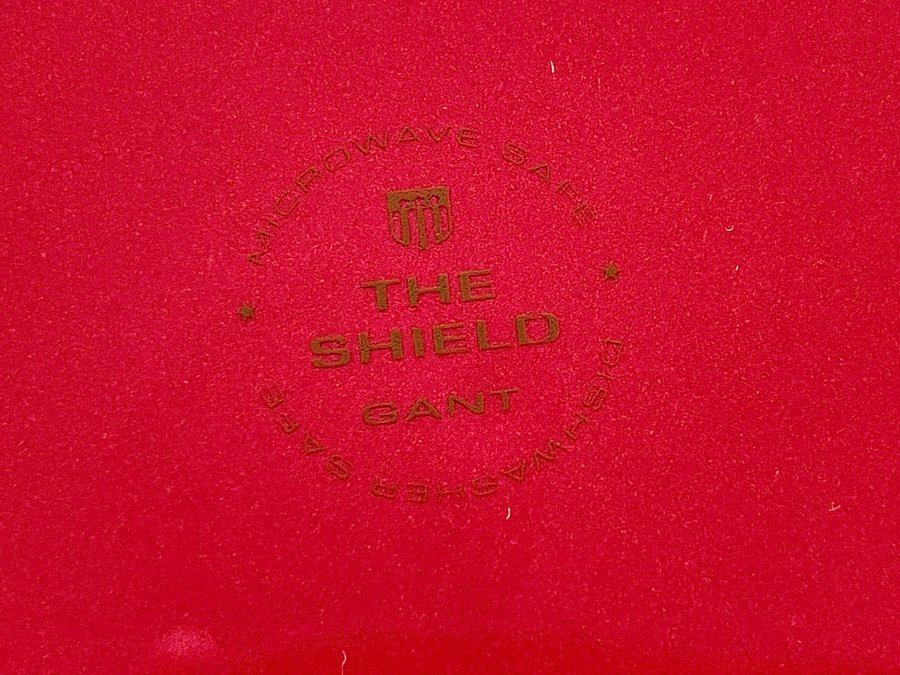 MICROWAVE SAFE
THE
SHIELD
GANT
DISHWASHER SAFE